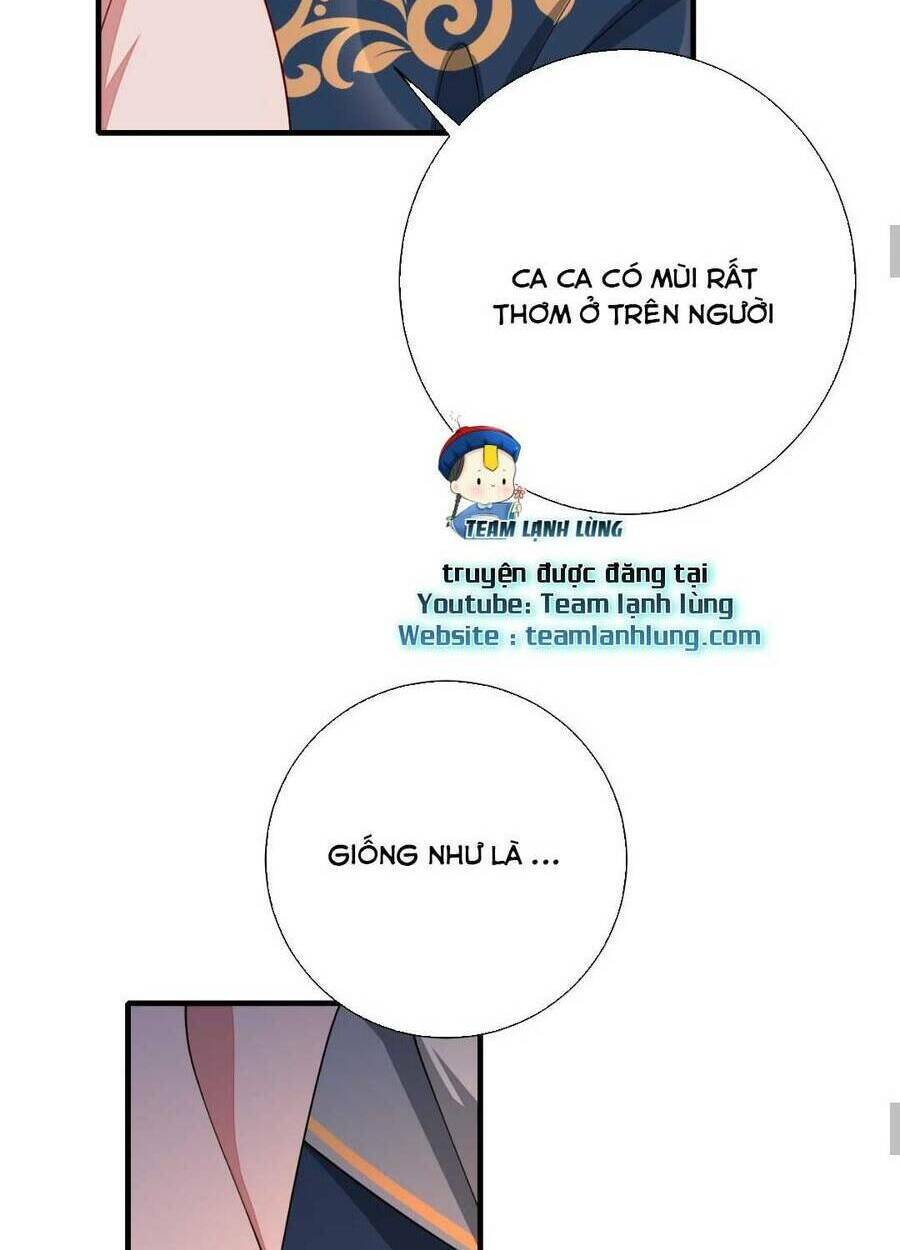 CA CA CÓ MÙI RẤT
THƠM Ở TRÊN NGƯỜI
TEAM LẠNH LÙNG
truyện được đăng tại
Youtube: Team lạnh lùng
Website : teamlanhlung.com
GIỐNG NHƯ LÀ ...